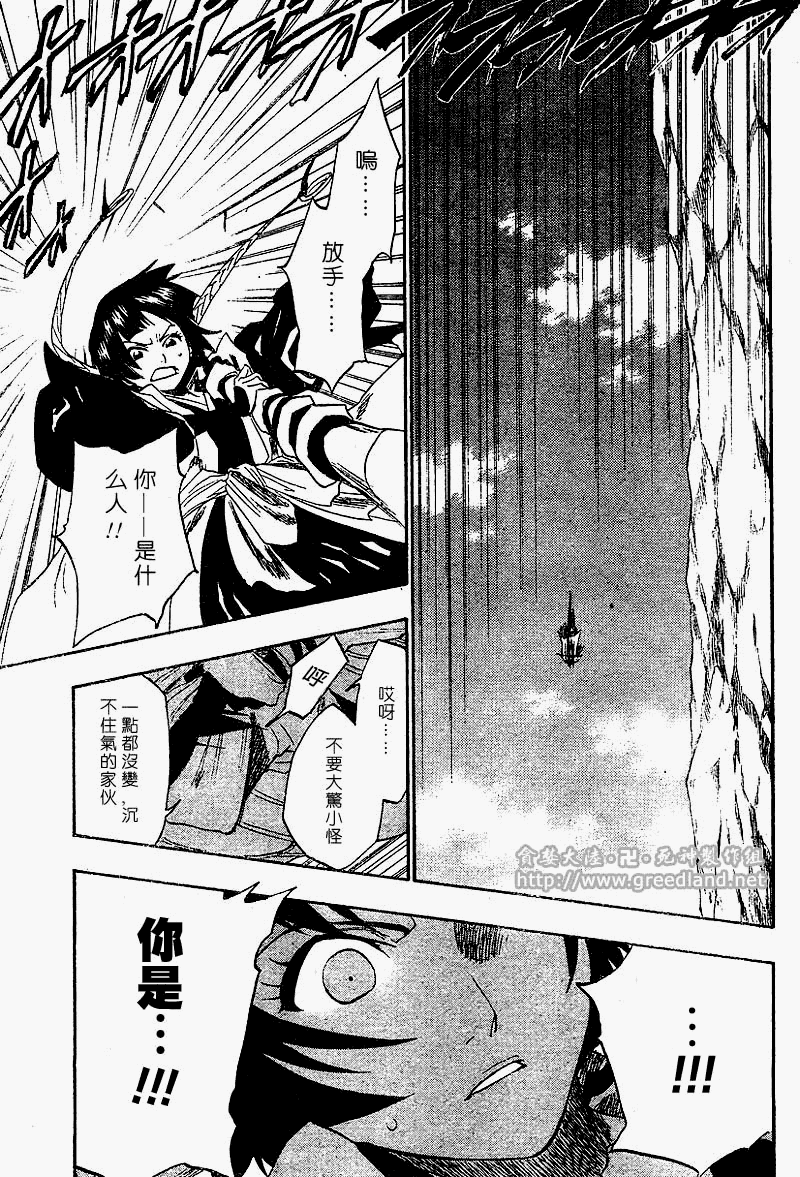 嗚……
放手……
你——是什
么人!!
哎呀……
不要大驚小怪
呼
一點都沒變,沉
不住氣的家伙
…!!!
你是…!!!
貪婪大陸·卍·死神製作組
http://www.greedland.net